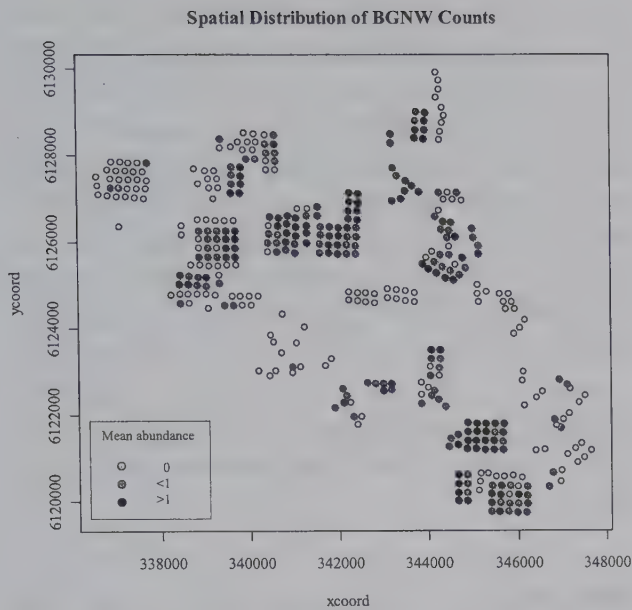 Spatial Distribution of BGNW Counts
6130000
6128000
6126000
6124000
6122000
6120000
ycoord
Mean abundance
0
<1
>1
338000 340000 342000 344000 346000 348000
xcoord